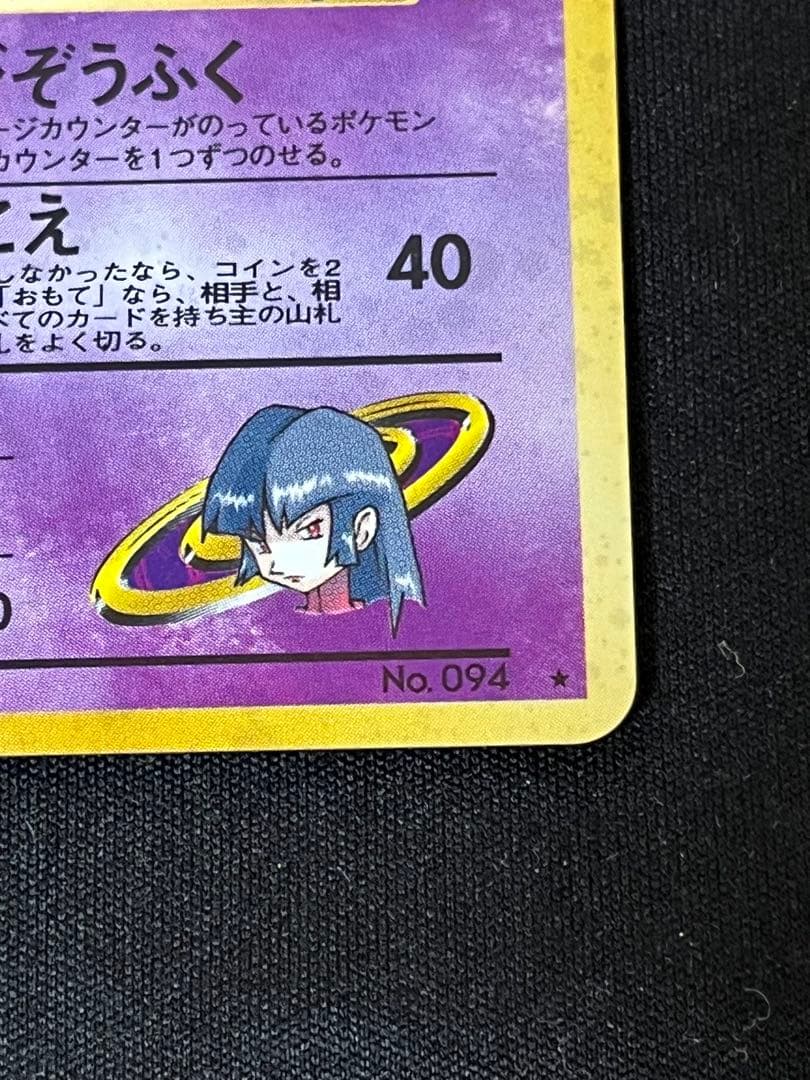 ぞうふく
ージカウンターがのっているポケモン
カウンターを1つずつのせる。
こえ
40
しなかったなら、コインを2
「おもて」なら、相手と、相
べてのカードを持ち主の山札
札をよく切る。
0
No. 094 ★